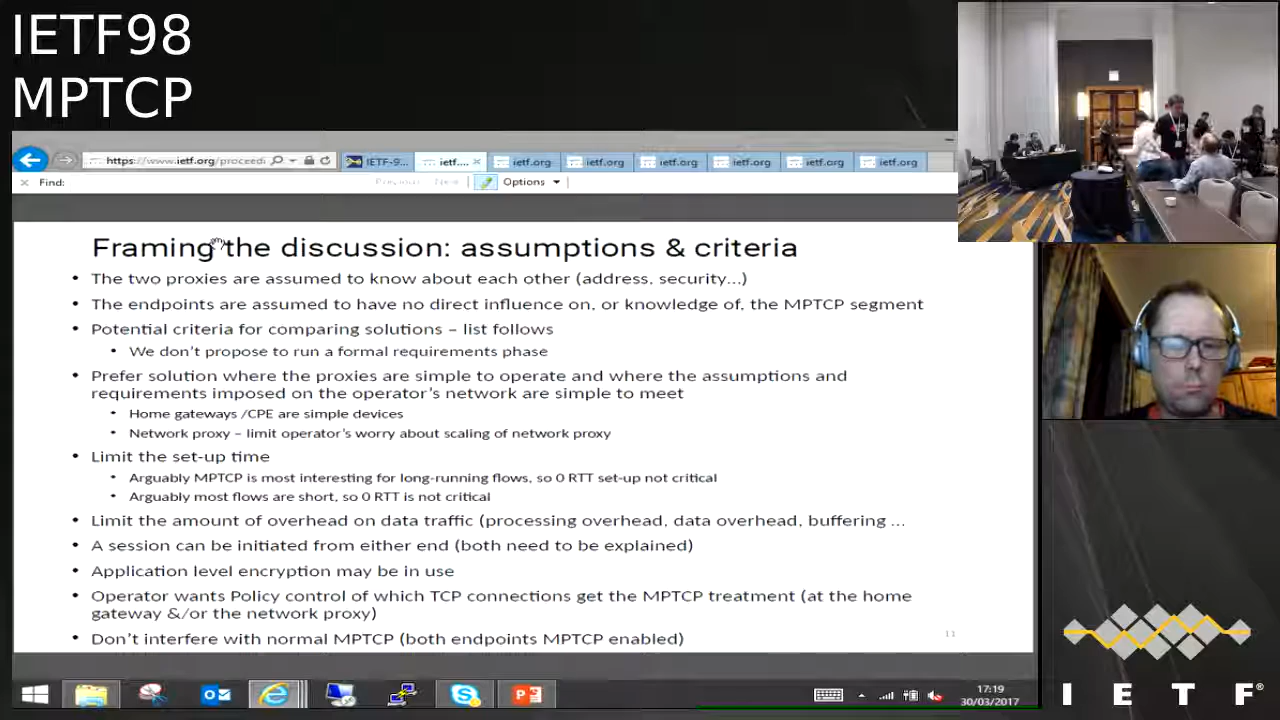 IETF98
MPTCP
https://www.ietf.org/proceedi
IETF-9...
ietf....
ietf.org
ietf.org
ietf.org
ietf.org
ietf.org
ietf.org
Find:
Previous
Options
Framing the discussion: assumptions & criteria
• The two proxies are assumed to know about each other (address, security...)
• The endpoints are assumed to have no direct influence on, or knowledge of, the MPTCP segment
• Potential criteria for comparing solutions – list follows
• We don't propose to run a formal requirements phase
• Prefer solution where the proxies are simple to operate and where the assumptions and
requirements imposed on the operator's network are simple to meet
• Home gateways /CPE are simple devices
• Network proxy – limit operator's worry about scaling of network proxy
• Limit the set-up time
• Arguably MPTCP is most interesting for long-running flows, so 0 RTT set-up not critical
• Arguably most flows are short, so 0 RTT is not critical
• Limit the amount of overhead on data traffic (processing overhead, data overhead, buffering ...
• A session can be initiated from either end (both need to be explained)
• Application level encryption may be in use
• Operator wants Policy control of which TCP connections get the MPTCP treatment (at the home
gateway &/or the network proxy)
• Don't interfere with normal MPTCP (both endpoints MPTCP enabled)
11
17:19
30/03/2017
I E T F®